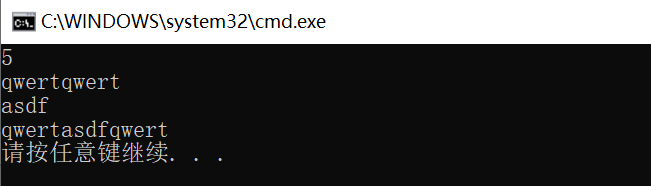 C:\WINDOWS\system32\cmd.exe
5
qwertqwert
asdf
qwertasdfqwert
请按任意键继续. . .